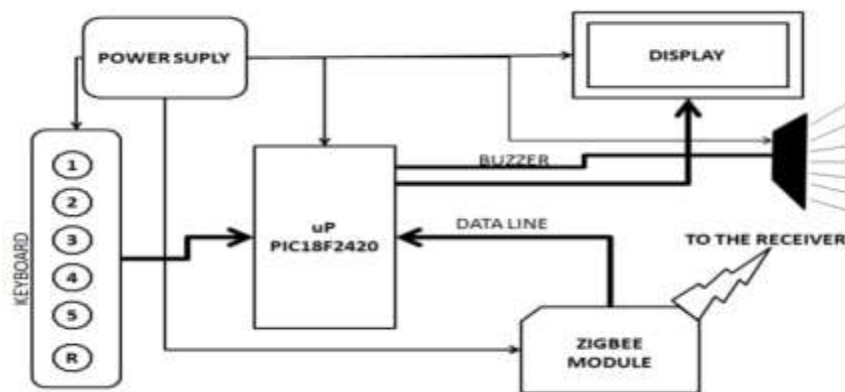 POWER SUPLY
DISPLAY
1
2
3
4
5
R
KEYBOARD
uP
PIC18F2420
BUZZER
DATA LINE
TO THE RECEIVER
ZIGBEE
MODULE